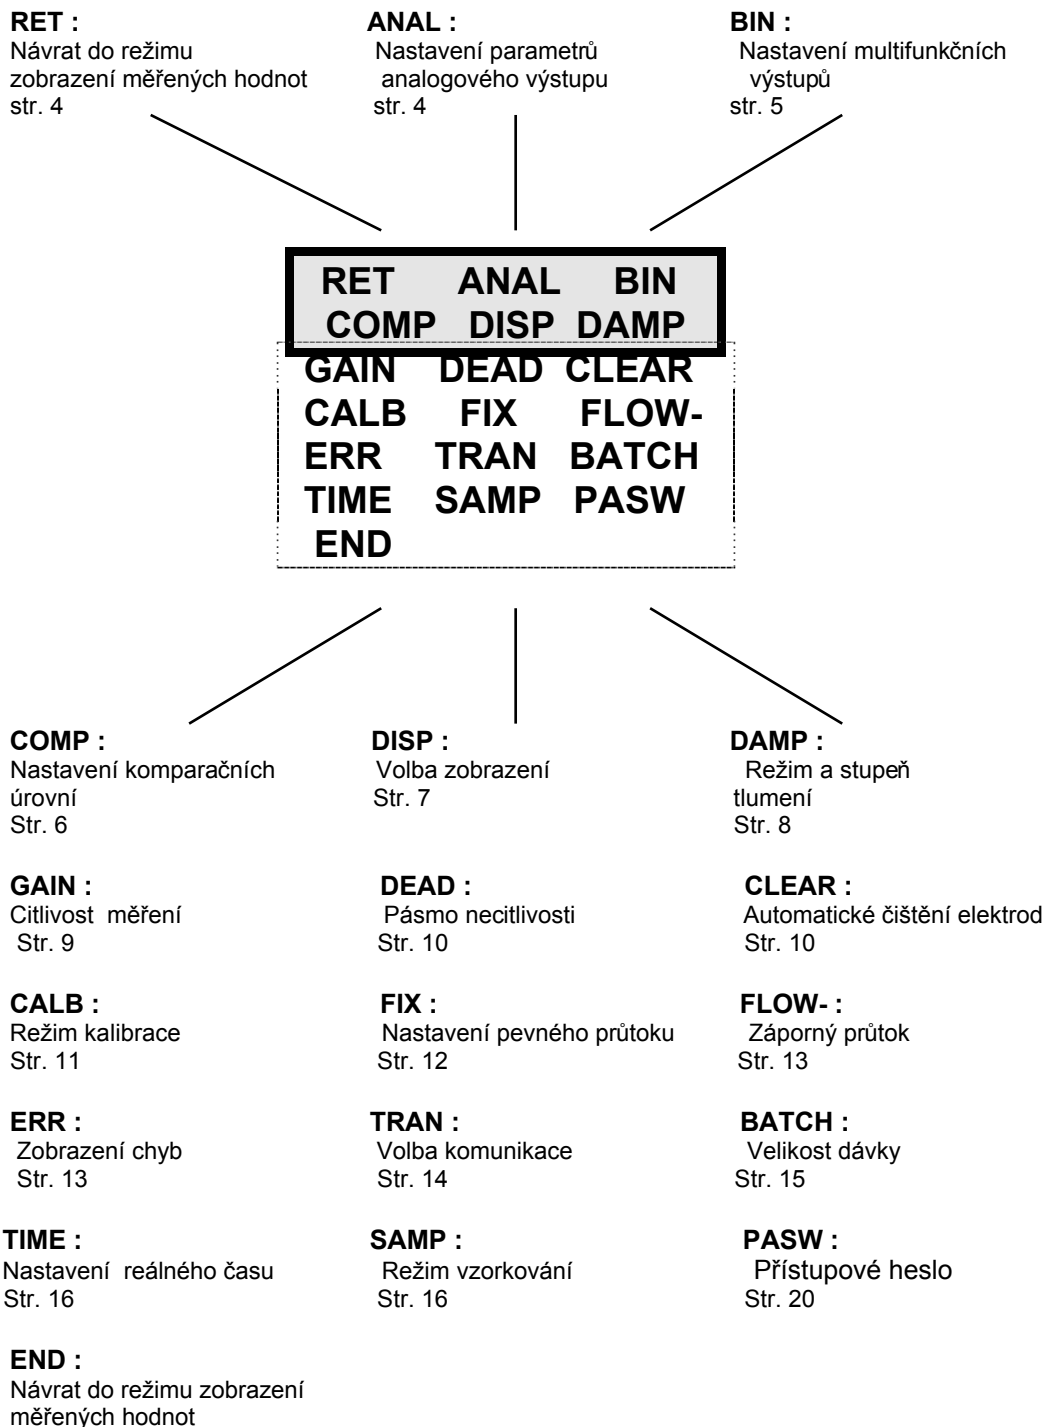 RET : ANAL : BIN :
Návrat do režimu Nastavení parametrů Nastavení multifunkčních
zobrazení měřených hodnot analogového výstupu výstupů
str. 4 str. 4 str. 5
RET ANAL BIN
COMP DISP DAMP
GAIN DEAD CLEAR
CALB FIX FLOW-
ERR TRAN BATCH
TIME SAMP PASW
END
COMP : DISP : DAMP :
Nastavení komparačních Volba zobrazení Režim a stupeň
úrovní Str. 7 tlumení
Str. 6 Str. 8
GAIN : DEAD : CLEAR :
Citlivost měření Pásmo necitlivosti Automatické čištění elektrod
Str. 9 Str. 10 Str. 10
CALB : FIX : FLOW- :
Režim kalibrace Nastavení pevného průtoku Záporný průtok
Str. 11 Str. 12 Str. 13
ERR : TRAN : BATCH :
Zobrazení chyb Volba komunikace Velikost dávky
Str. 13 Str. 14 Str. 15
TIME : SAMP : PASW :
Nastavení reálného času Režim vzorkování Přístupové heslo
Str. 16 Str. 16 Str. 20
END :
Návrat do režimu zobrazení
měřených hodnot